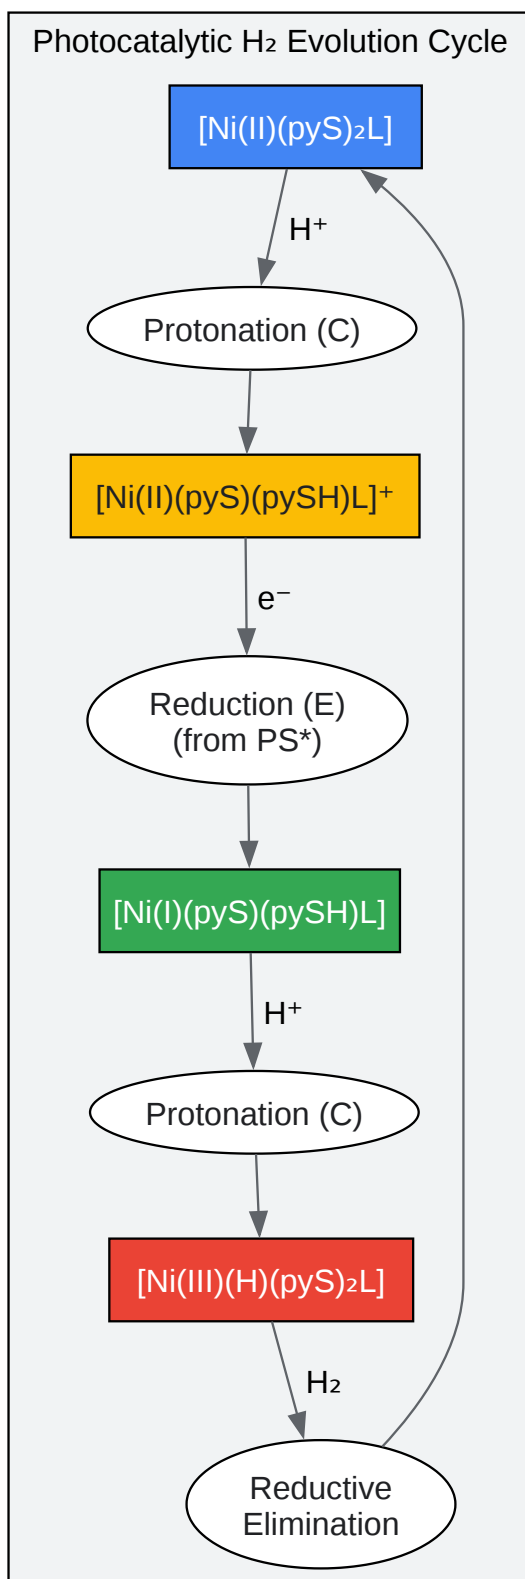 Photocatalytic H₂ Evolution Cycle
[Ni(II)(pyS)₂L]
H⁺
Protonation (C)
[Ni(II)(pyS)(pySH)L]⁺
e⁻
Reduction (E)
(from PS*)
[Ni(I)(pyS)(pySH)L]
H⁺
Protonation (C)
[Ni(III)(H)(pyS)₂L]
H₂
Reductive
Elimination